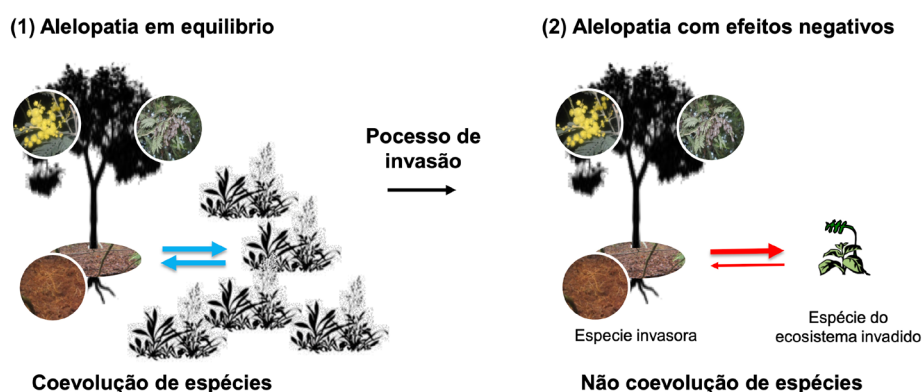 (1) Alelopatia em equilibrio
(2) Alelopatia com efeitos negativos
Pocesso de
invasão
Especie invasora
Espécie do
ecosistema invadido
Coevolução de espécies
Não coevolução de espécies